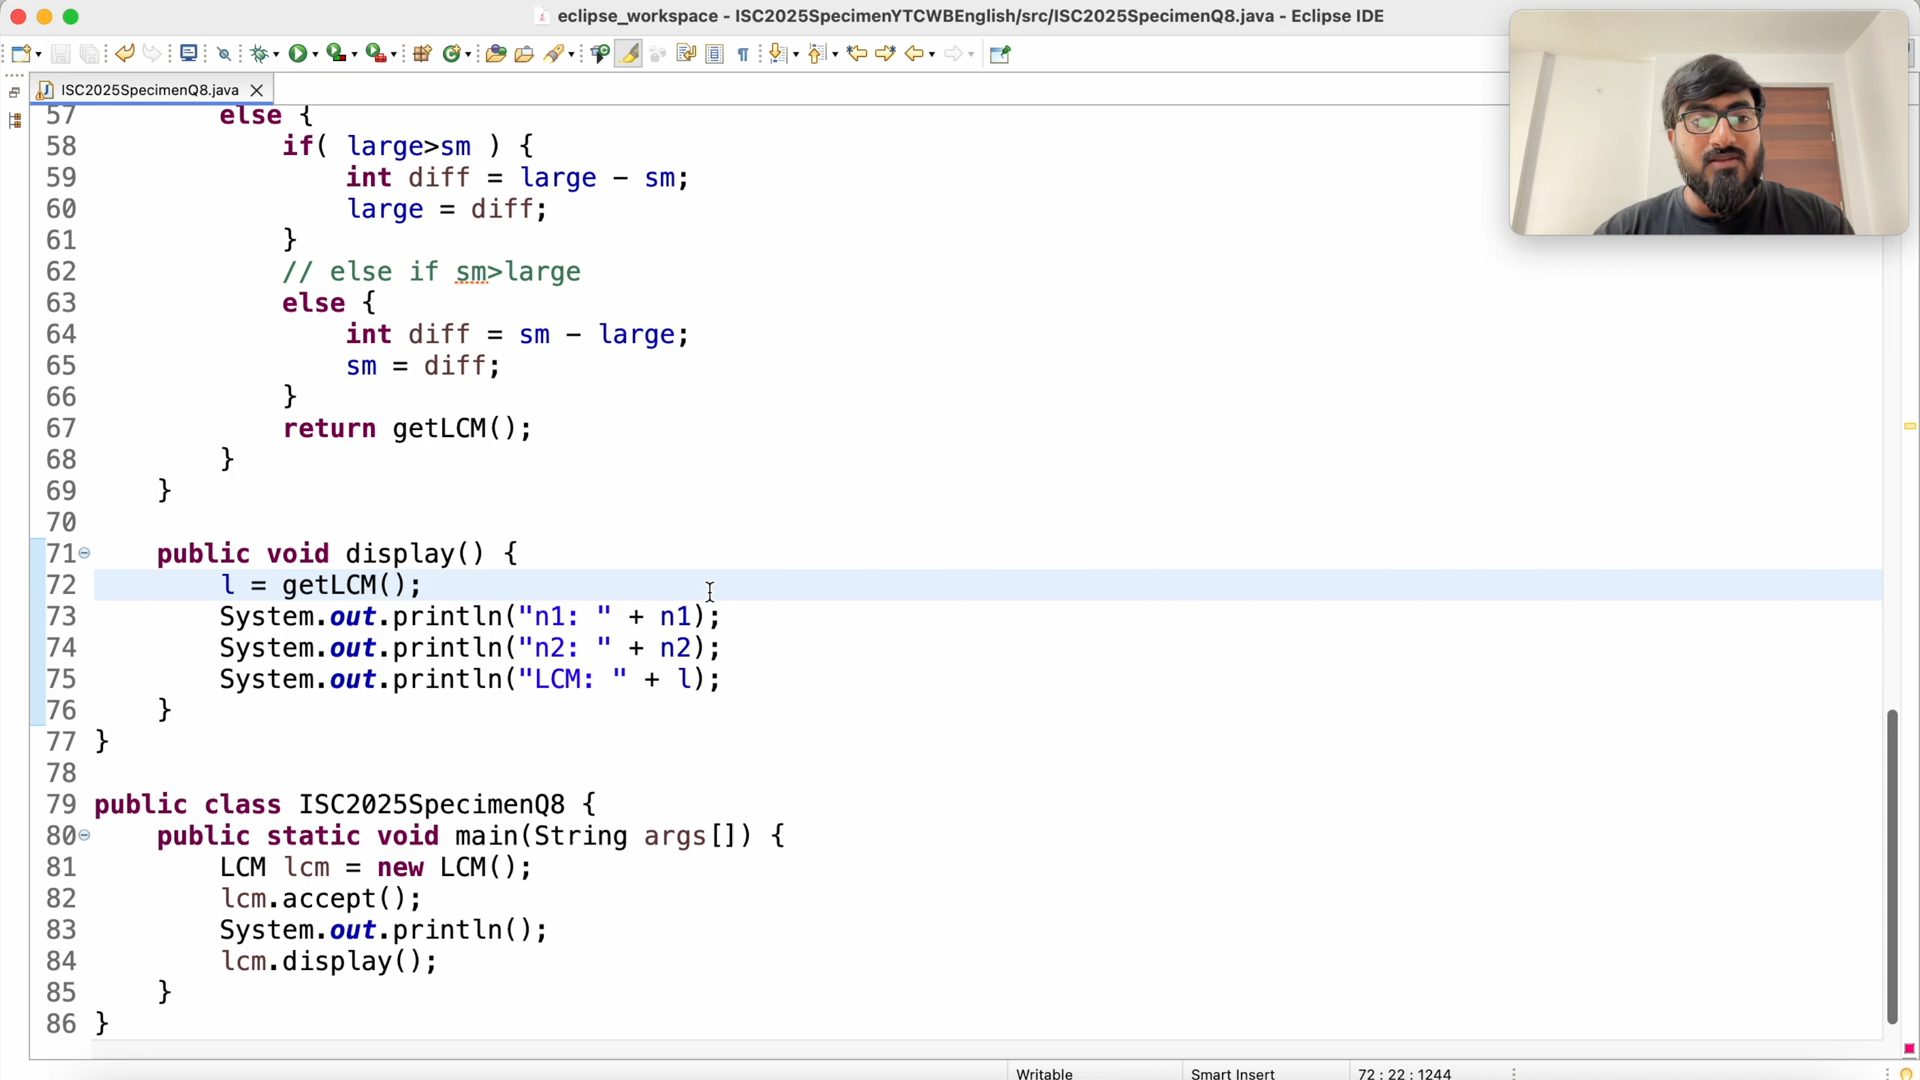 eclipse_workspace - ISC2025SpecimenYTCWBEnglish/src/ISC2025SpecimenQ8.java - Eclipse IDE
ISC2025SpecimenQ8.java
57 else {
58 if( large>sm ) {
59 int diff = large - sm;
60 large = diff;
61 }
62 // else if sm>large
63 else {
64 int diff = sm - large;
65 sm = diff;
66 }
67 return getLCM();
68 }
69 }
70
71 public void display() {
72 l = getLCM();
73 System.out.println("n1: " + n1);
74 System.out.println("n2: " + n2);
75 System.out.println("LCM: " + l);
76 }
77 }
78
79 public class ISC2025SpecimenQ8 {
80 public static void main(String args[]) {
81 LCM lcm = new LCM();
82 lcm.accept();
83 System.out.println();
84 lcm.display();
85 }
86 }
Writable Smart Insert 72 : 22 : 1244